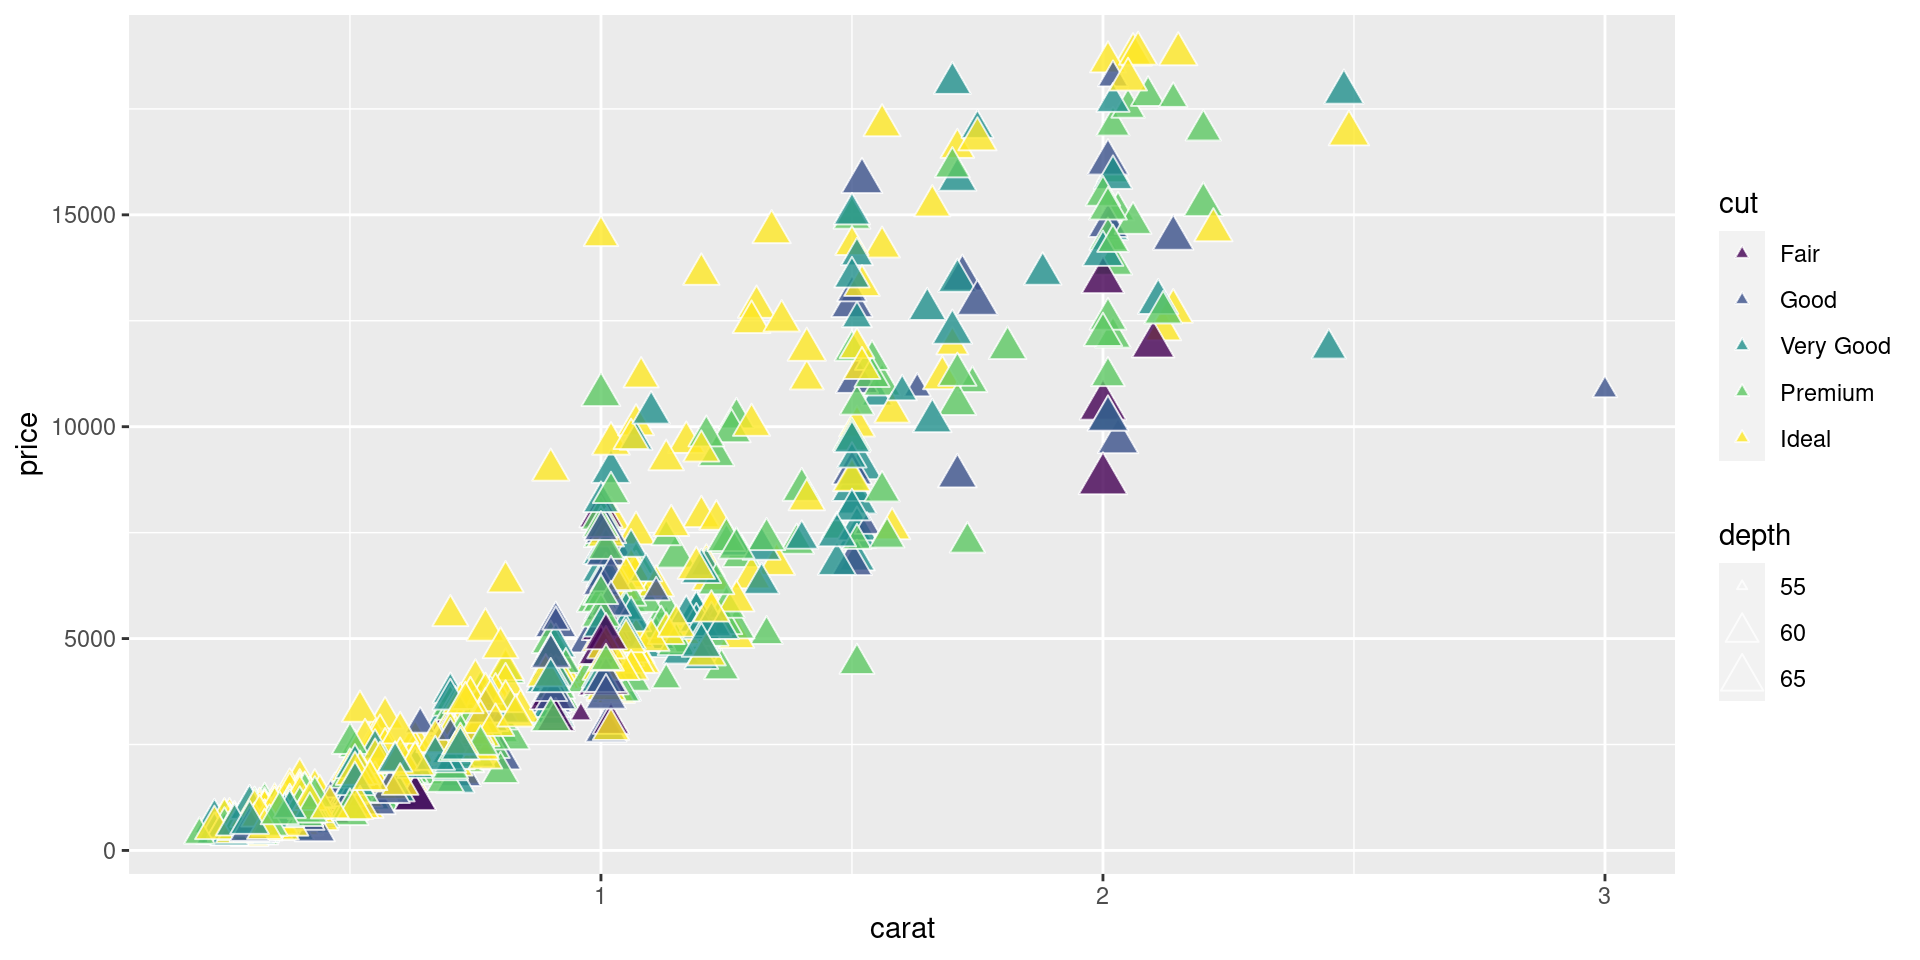 price
15000
10000
5000
0
1
2
3
carat
cut
Fair
Good
Very Good
Premium
Ideal
depth
55
60
65